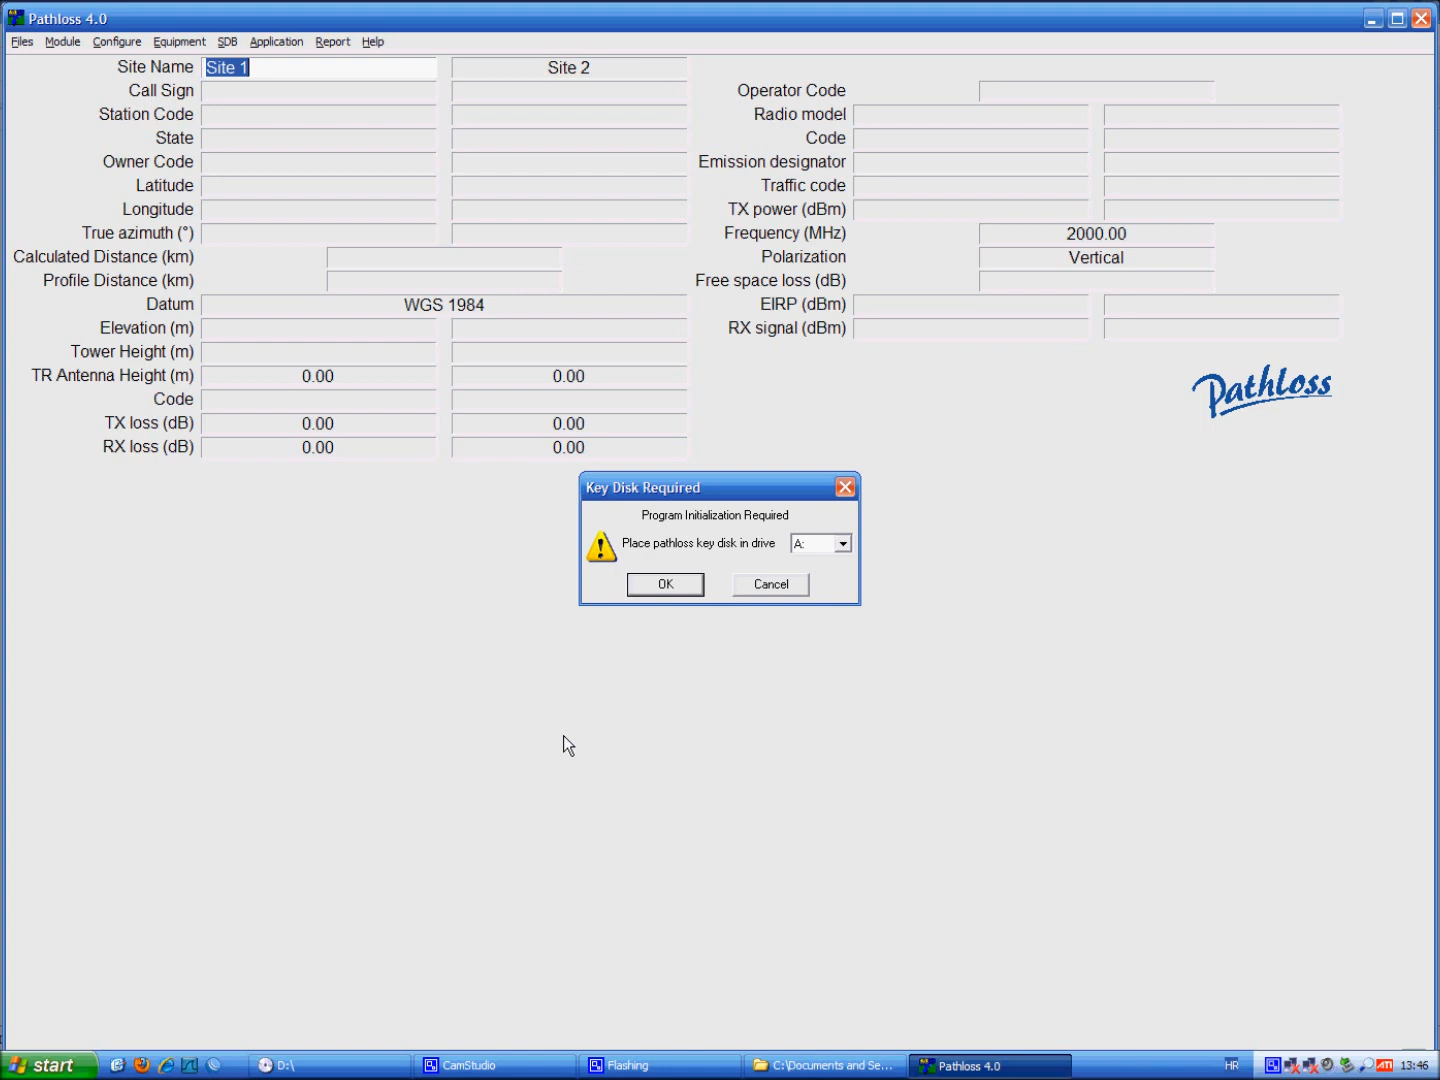 Pathloss 4.0
Files Module Configure Equipment SDB Application Report Help
Site Name Site 1 Site 2
Call Sign Operator Code
Station Code Radio model
State Code
Owner Code Emission designator
Latitude Traffic code
Longitude TX power (dBm)
True azimuth (°) Frequency (MHz) 2000.00
Calculated Distance (km) Polarization Vertical
Profile Distance (km) Free space loss (dB)
Datum WGS 1984 EIRP (dBm)
Elevation (m) RX signal (dBm)
Tower Height (m)
TR Antenna Height (m) 0.00 0.00
Pathloss
Code
TX loss (dB) 0.00 0.00
RX loss (dB) 0.00 0.00
Key Disk Required
Program Initialization Required
Place pathloss key disk in drive A:
OK Cancel
start D:\ CamStudio Flashing C:\Documents and Se... Pathloss 4.0 HR ATI 13:46